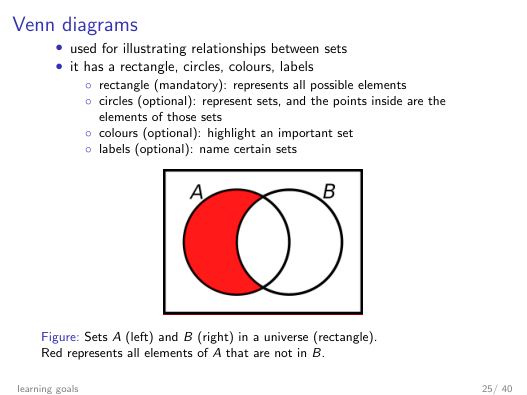 Venn diagrams
• used for illustrating relationships between sets
• it has a rectangle, circles, colours, labels
◦ rectangle (mandatory): represents all possible elements
◦ circles (optional): represent sets, and the points inside are the
elements of those sets
◦ colours (optional): highlight an important set
◦ labels (optional): name certain sets
A B
Figure: Sets A (left) and B (right) in a universe (rectangle).
Red represents all elements of A that are not in B.
learning goals 25/ 40